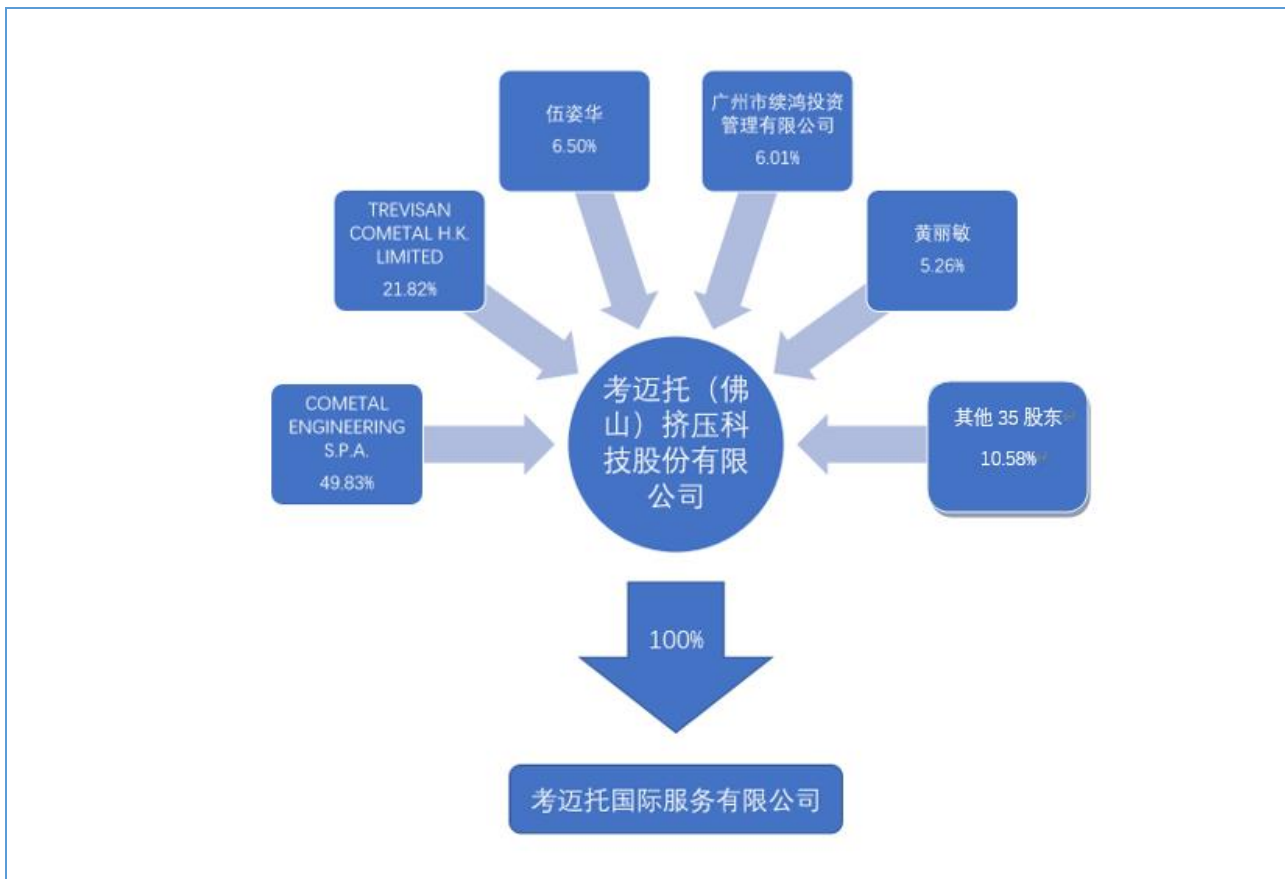 伍姿华
6.50%
广州市续鸿投资
管理有限公司
6.01%
TREVISAN
COMETAL H.K.
LIMITED
21.82%
黄丽敏
5.26%
COMETAL
ENGINEERING
S.P.A.
49.83%
考迈托（佛
山）挤压科
技股份有限
公司
其他 35 股东
10.58%
100%
考迈托国际服务有限公司